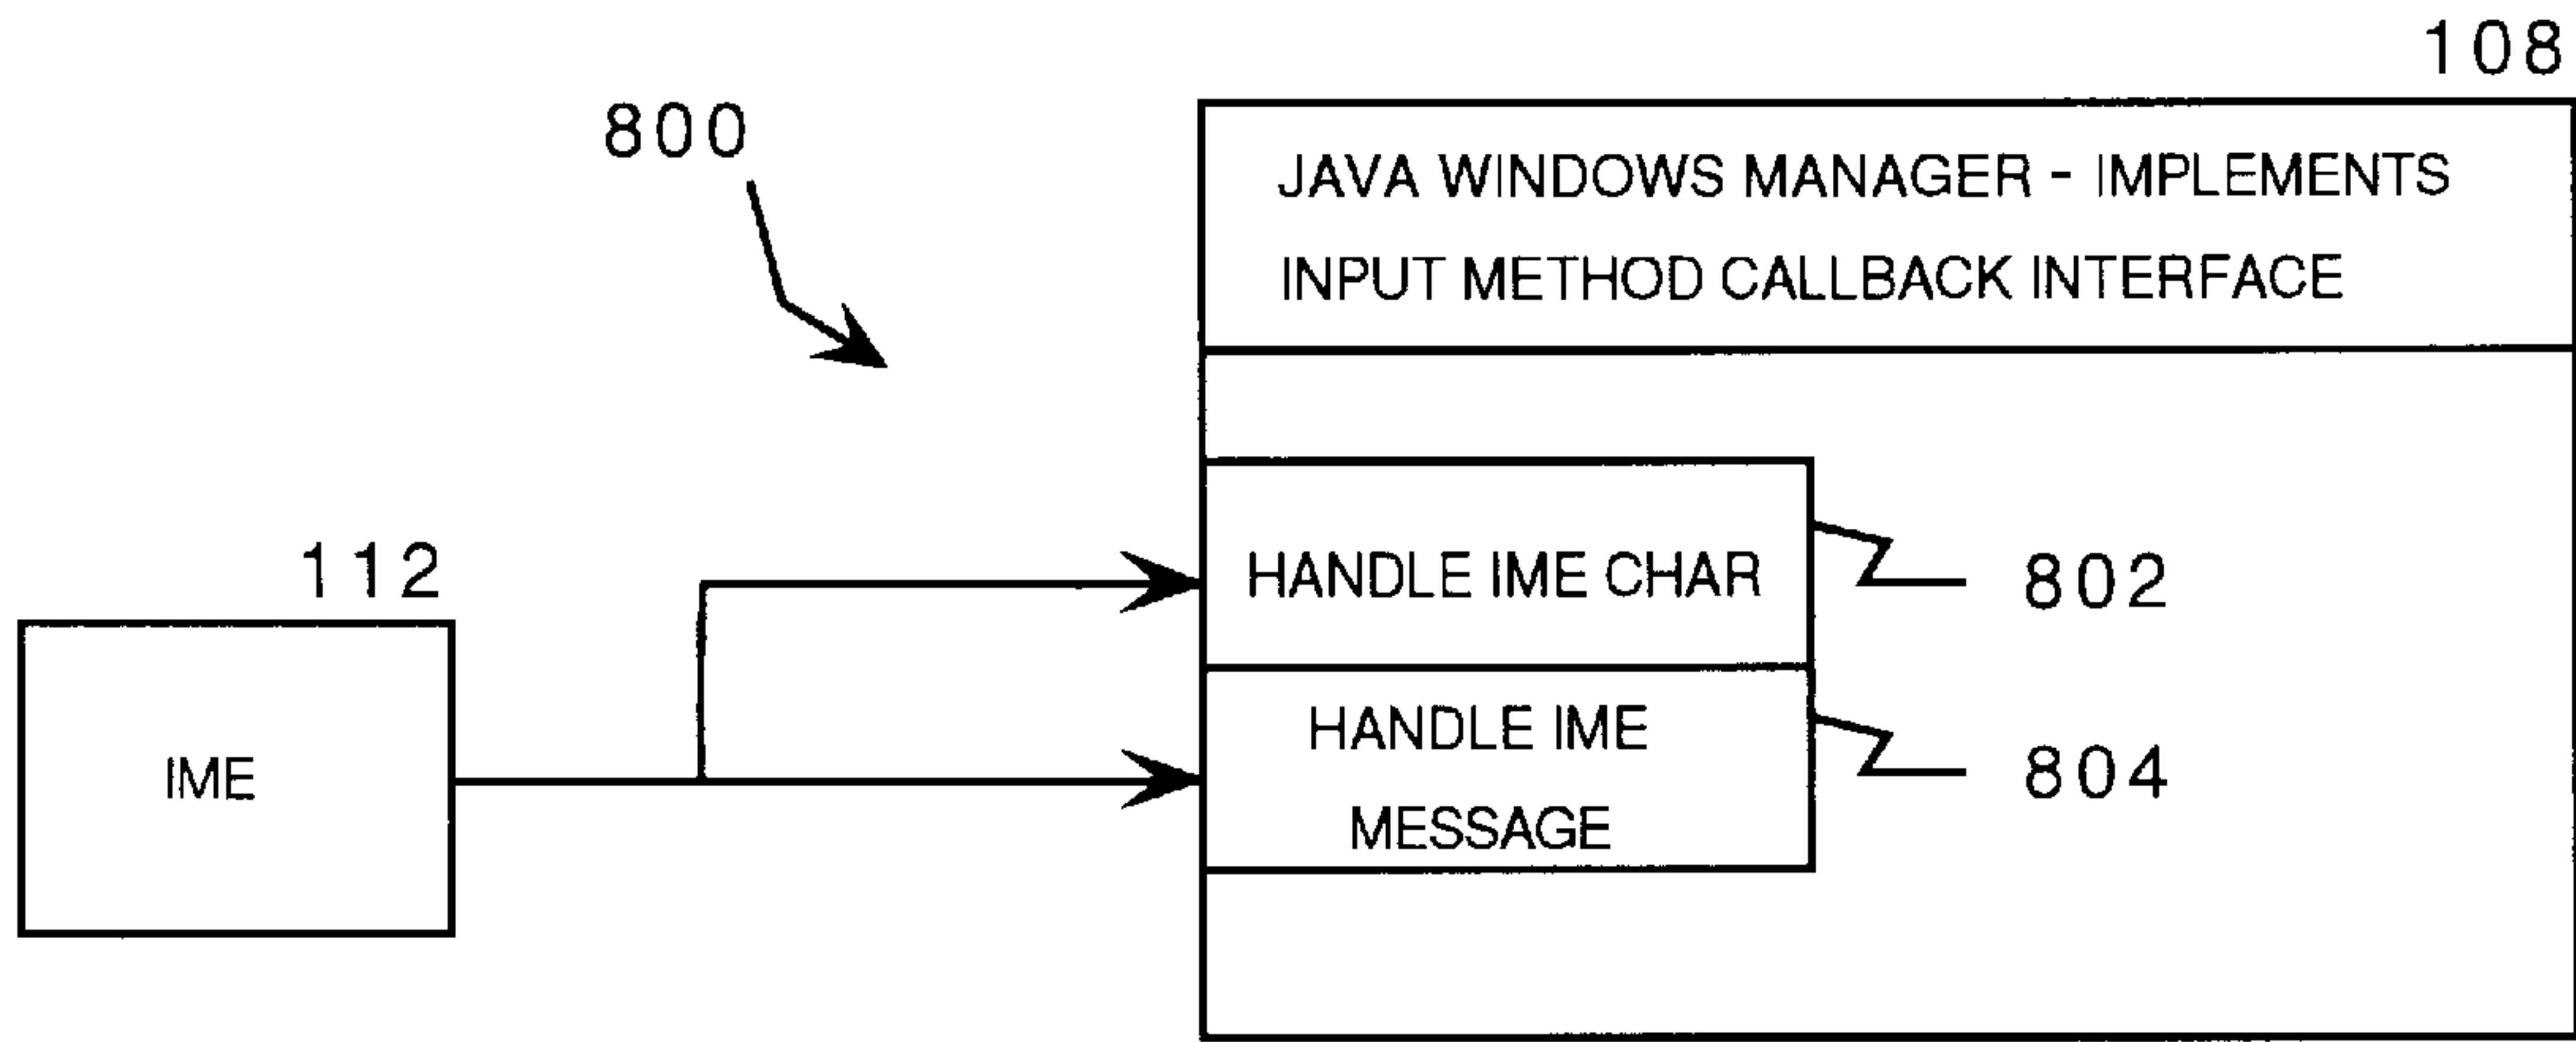 108
800
JAVA WINDOWS MANAGER - IMPLEMENTS
INPUT METHOD CALLBACK INTERFACE
112
HANDLE IME CHAR
802
IME
HANDLE IME
MESSAGE
804